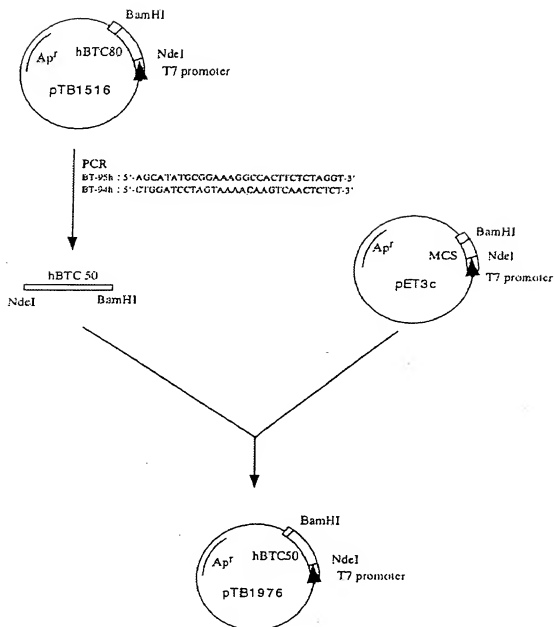 BamHI
hBTC80
Apr
NdeI
T7 promoter
pTB1516
PCR
BT-95h : 5'-AGCATATGCGGAAAGGCCACTTCTCTAGGT-3'
BT-94h : 5'-CTGGATCCTAGTAAAACAAGTCAACTCTCT-3'
hBTC 50
NdeI
BamHI
BamHI
Apr
MCS
NdeI
T7 promoter
pET3c
BamHI
hBTC50
Apr
NdeI
T7 promoter
pTB1976